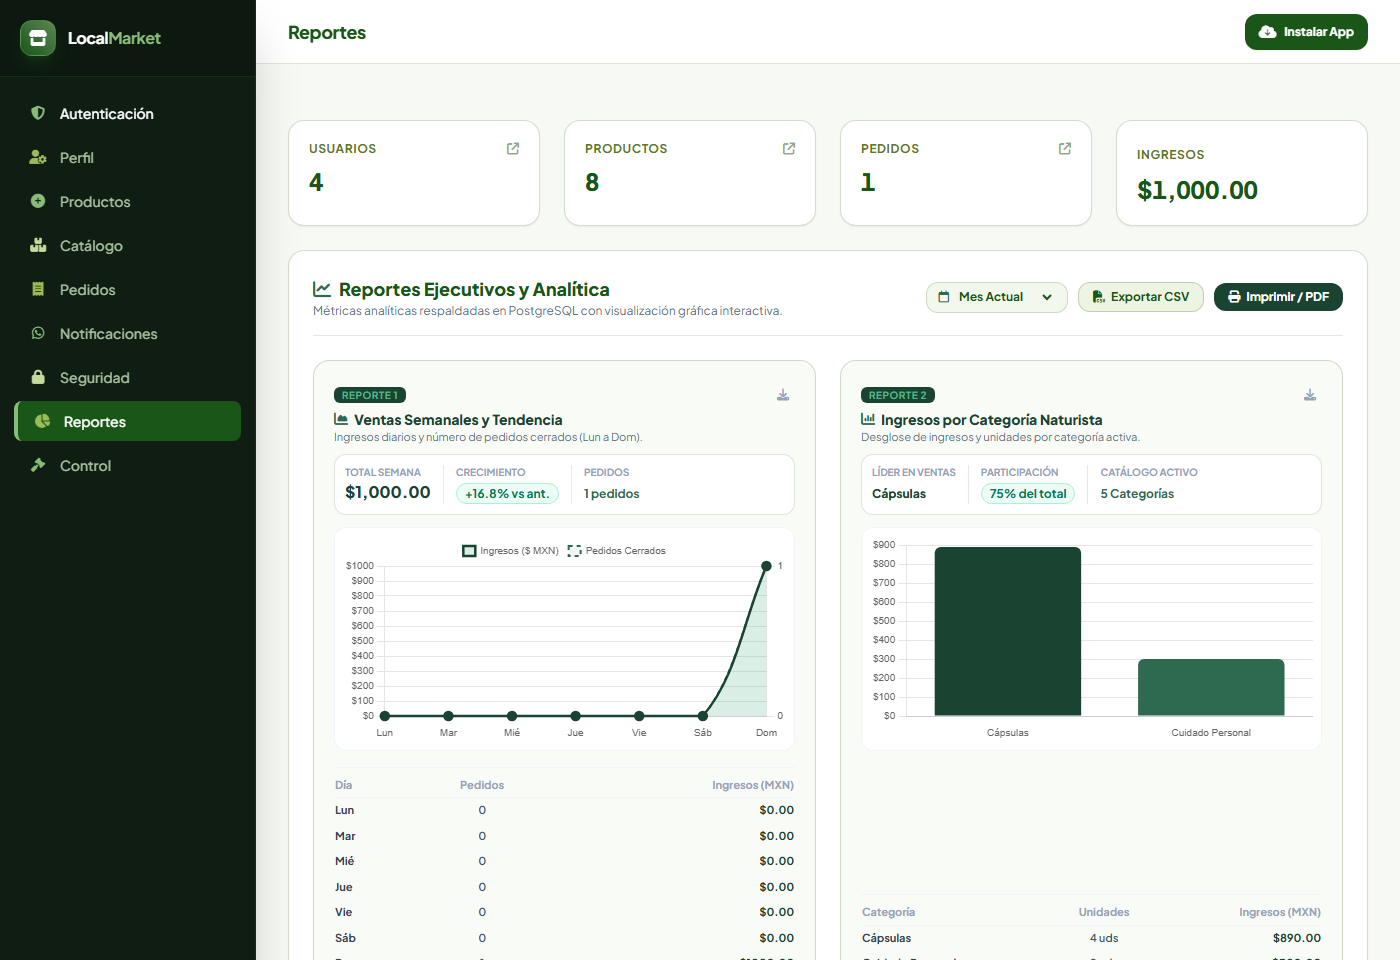 LocalMarket
Autenticación
Perfil
Productos
Catálogo
Pedidos
Notificaciones
Seguridad
Reportes
Control
Reportes
Instalar App
USUARIOS
4
PRODUCTOS
8
PEDIDOS
1
INGRESOS
$1,000.00
Reportes Ejecutivos y Analítica
Métricas analíticas respaldadas en PostgreSQL con visualización gráfica interactiva.
Mes Actual
Exportar CSV
Imprimir / PDF
REPORTE 1
Ventas Semanales y Tendencia
Ingresos diarios y número de pedidos cerrados (Lun a Dom).
TOTAL SEMANA
$1,000.00
CRECIMIENTO
+16.8% vs ant.
PEDIDOS
1 pedidos
Ingresos ($ MXN) Pedidos Cerrados
$1000
$900
$800
$700
$600
$500
$400
$300
$200
$100
$0
1
0
Lun Mar Mié Jue Vie Sáb Dom
Día Pedidos Ingresos (MXN)
Lun 0 $0.00
Mar 0 $0.00
Mié 0 $0.00
Jue 0 $0.00
Vie 0 $0.00
Sáb 0 $0.00
REPORTE 2
Ingresos por Categoría Naturista
Desglose de ingresos y unidades por categoría activa.
LÍDER EN VENTAS
Cápsulas
PARTICIPACIÓN
75% del total
CATÁLOGO ACTIVO
5 Categorías
$900
$800
$700
$600
$500
$400
$300
$200
$100
$0
Cápsulas Cuidado Personal
Categoría Unidades Ingresos (MXN)
Cápsulas 4 uds $890.00